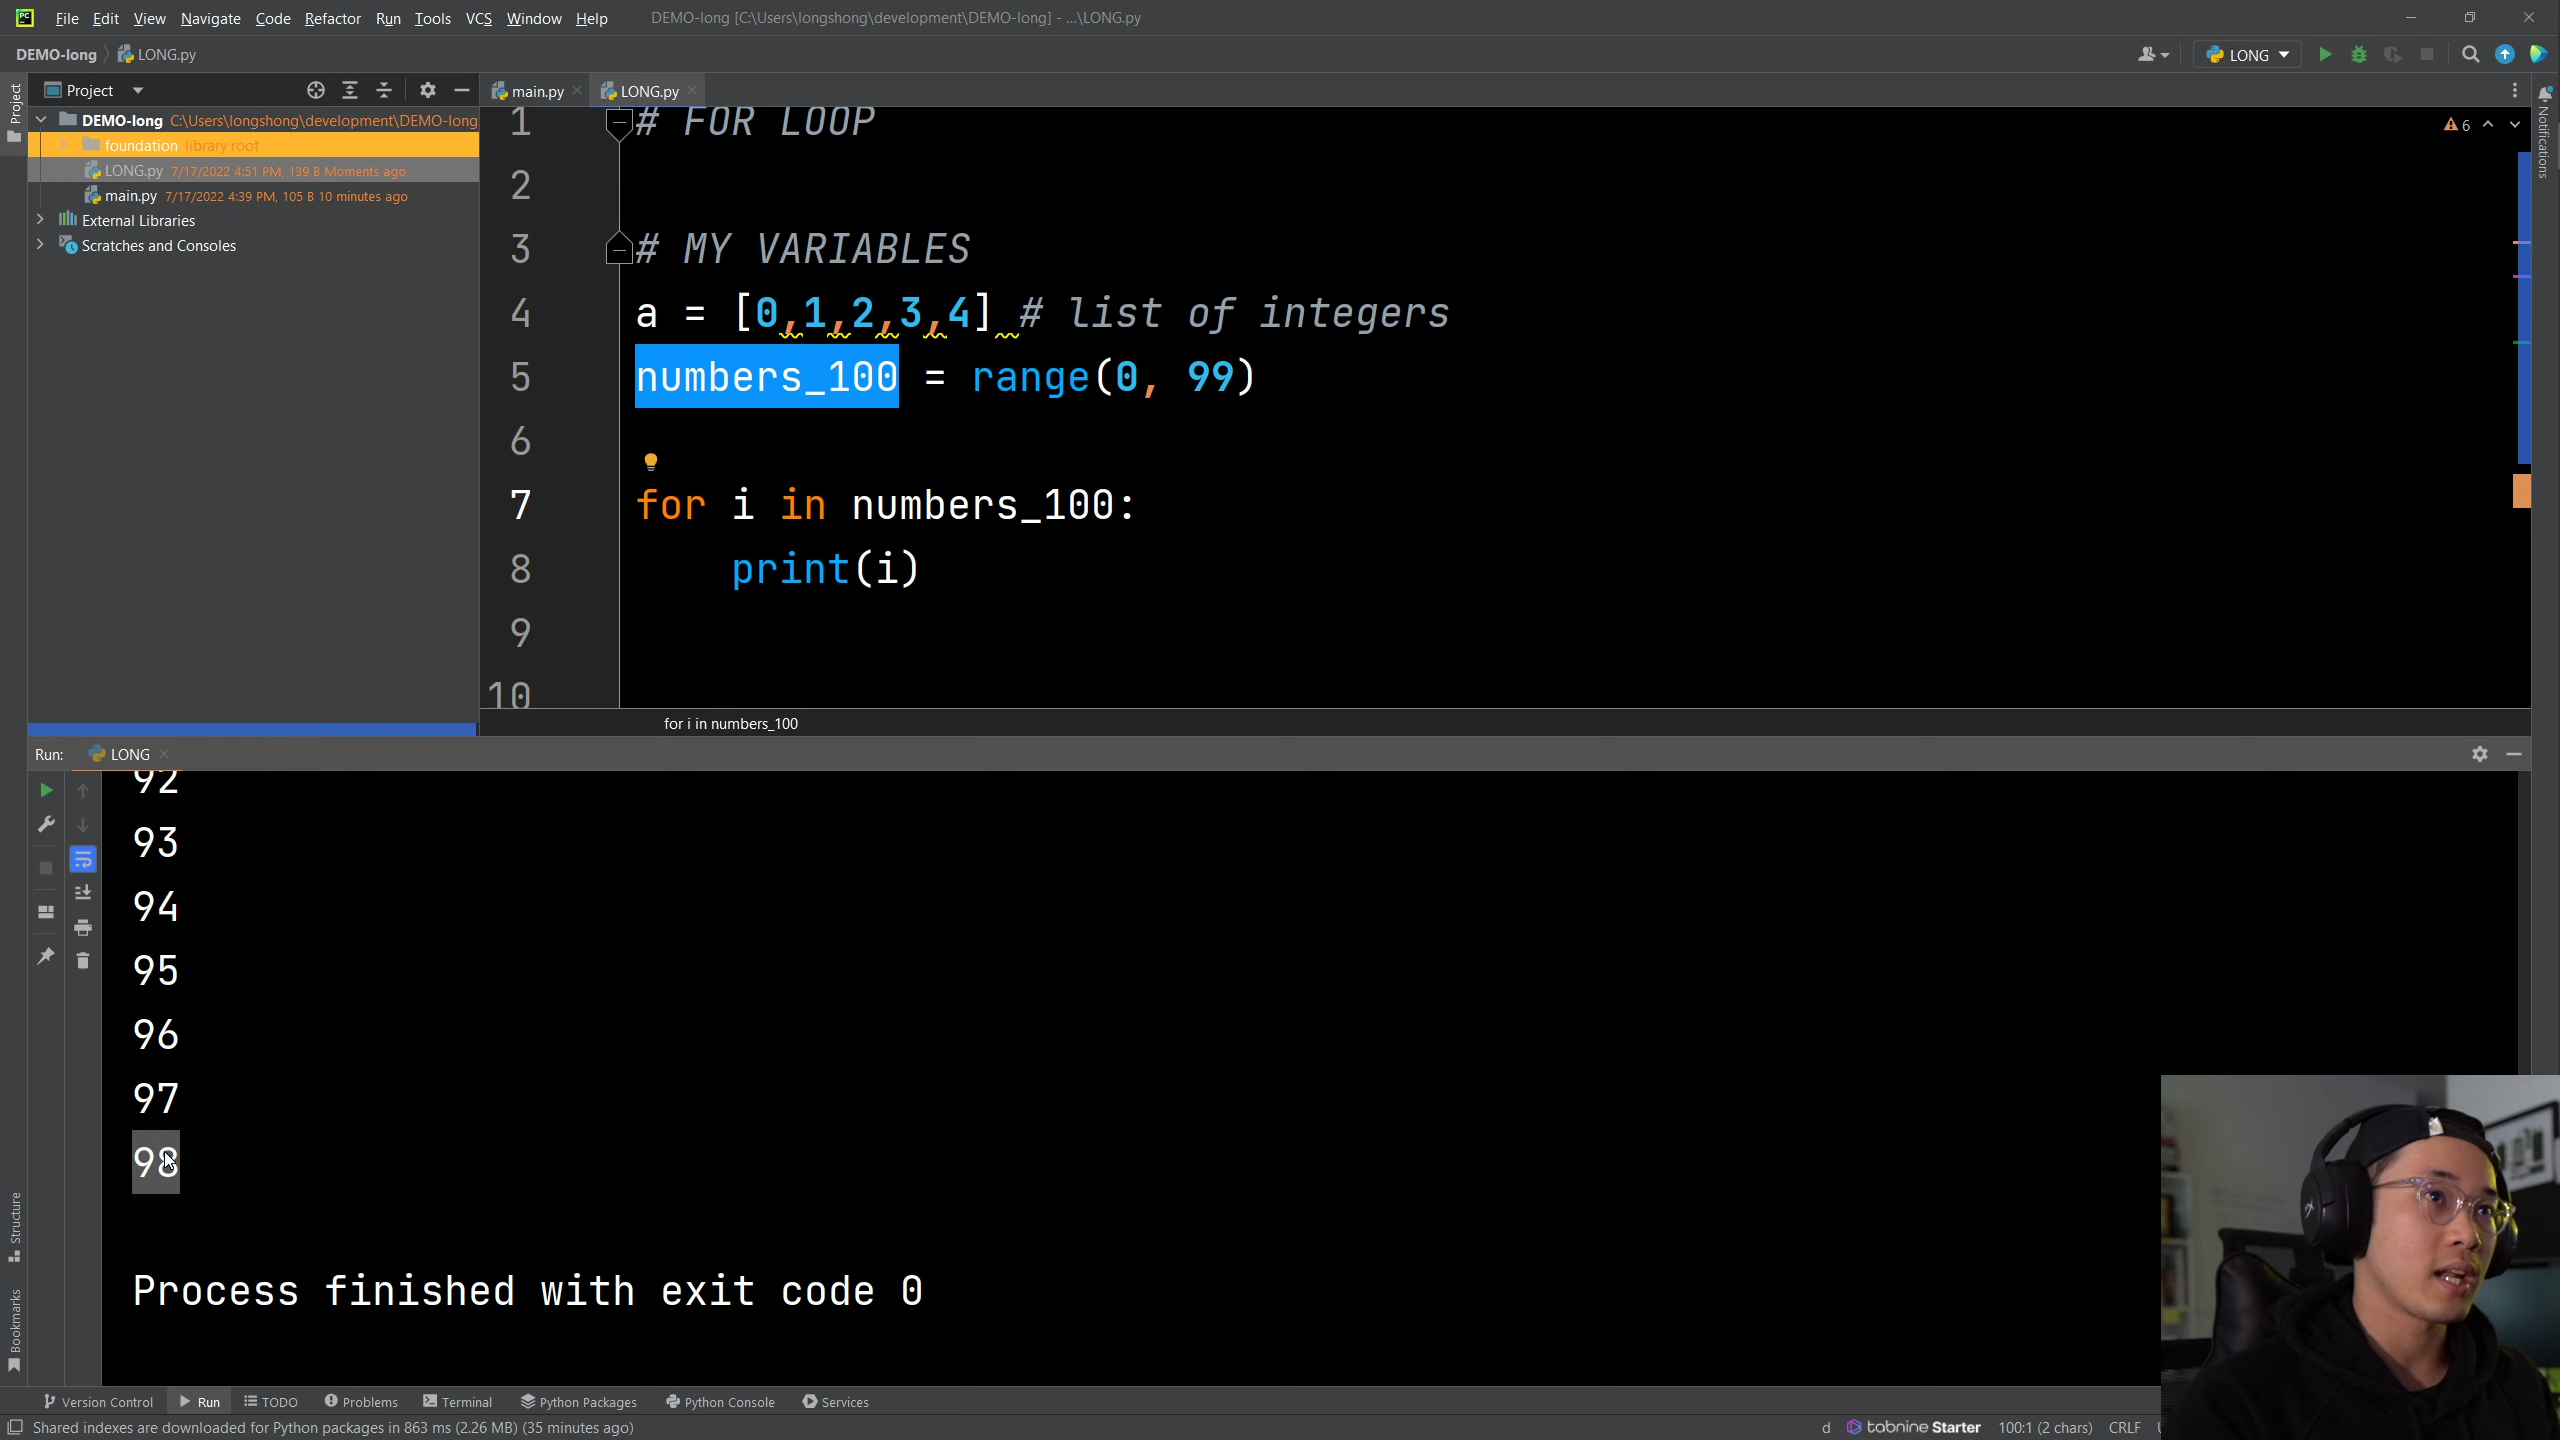 File Edit View Navigate Code Refactor Run Tools VCS Window Help DEMO-long [C:\Users\longshong\development\DEMO-long] - ...\LONG.py
DEMO-long LONG.py
LONG
Project
main.py
LONG.py
Project
DEMO-long C:\Users\longshong\development\DEMO-long
foundation library root
LONG.py 7/17/2022 4:51 PM, 139 B Moments ago
main.py 7/17/2022 4:39 PM, 105 B 10 minutes ago
External Libraries
Scratches and Consoles
Notifications
6
1 # FOR LOOP
2
3 # MY VARIABLES
4 a = [0,1,2,3,4] # list of integers
5 numbers_100 = range(0, 99)
6
7 for i in numbers_100:
8 print(i)
9
10
for i in numbers_100
Run: LONG
92
93
94
95
96
97
98
Process finished with exit code 0
Structure
Bookmarks
Version Control Run TODO Problems Terminal Python Packages Python Console Services
Shared indexes are downloaded for Python packages in 863 ms (2.26 MB) (35 minutes ago)
d tabnine Starter 100:1 (2 chars) CRLF